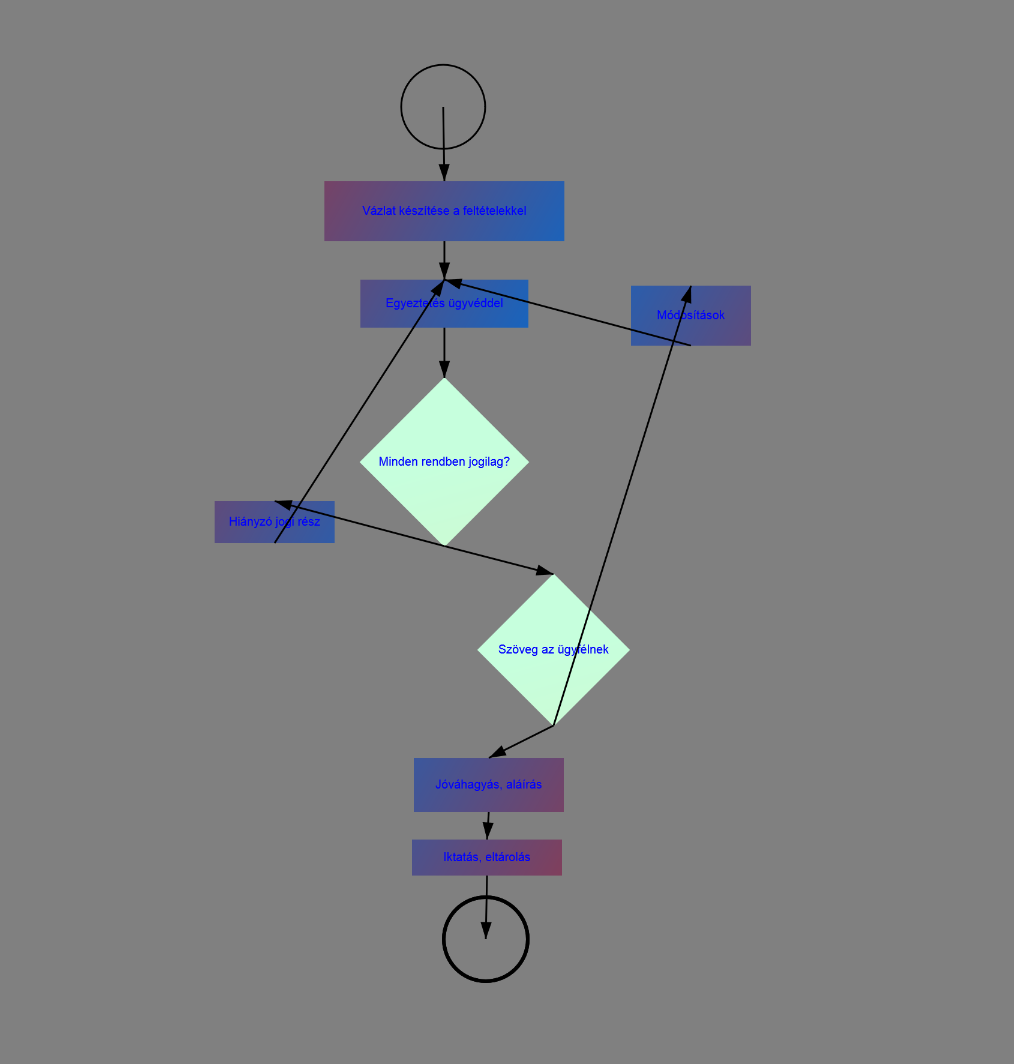 Vázlat készítése a feltételekkel
Egyeztetés ügyvéddel
Módosítások
Minden rendben jogilag?
Hiányzó jogi rész
Szöveg az ügyfélnek
Jóváhagyás, aláírás
Iktatás, eltárolás